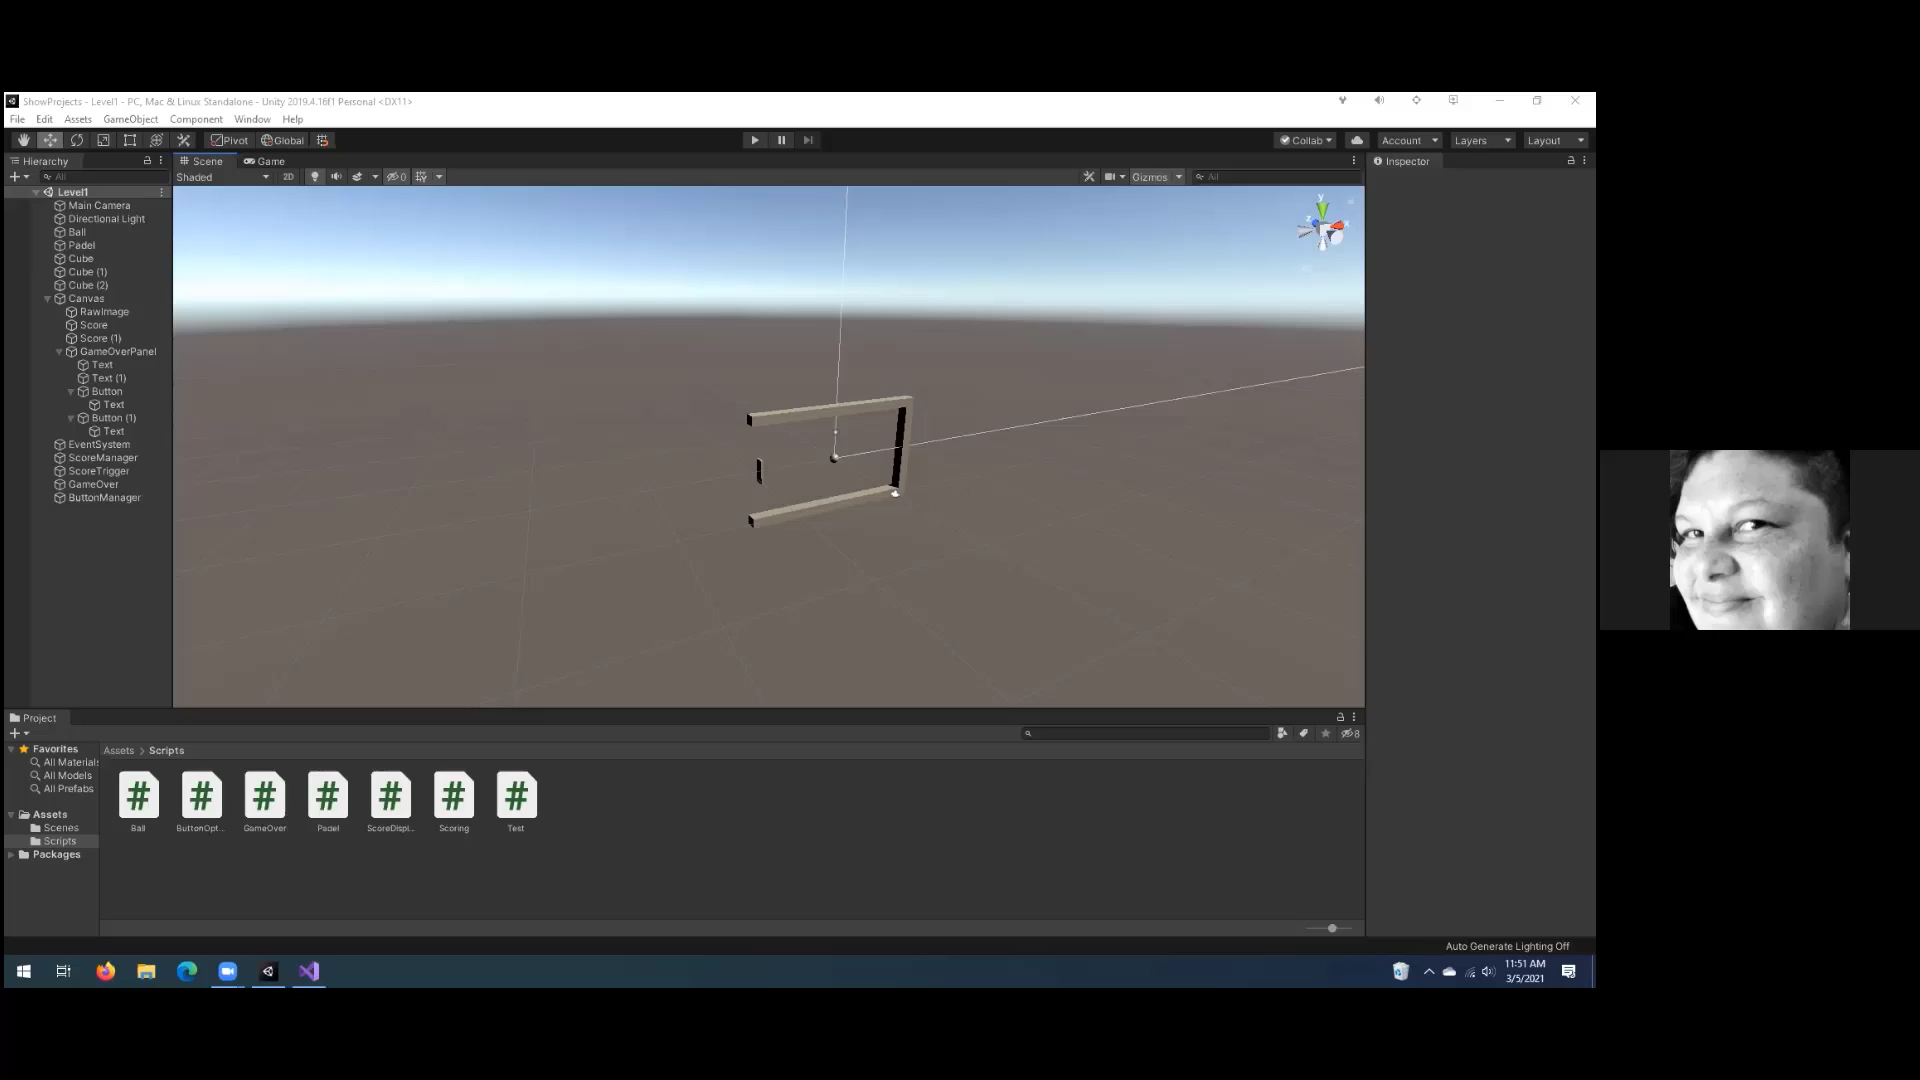 ShowProjects - Level1 - PC, Mac & Linux Standalone - Unity 2019.4.16f1 Personal <DX11>
File Edit Assets GameObject Component Window Help
Pivot Global Collab Account Layers Layout
Hierarchy Scene Game Inspector
All Shaded 2D 0 Gizmos All
Level1
Main Camera
Directional Light
Ball
Padel
Cube
Cube (1)
Cube (2)
Canvas
RawImage
Score
Score (1)
GameOverPanel
Text
Text (1)
Button
Text
Button (1)
Text
EventSystem
ScoreManager
ScoreTrigger
GameOver
ButtonManager
y
x
z
Project
8
Favorites
All Materials
All Models
All Prefabs
Assets
Scenes
Scripts
Packages
Assets > Scripts
# # # # # # #
Ball ButtonOpt... GameOver Padel ScoreDispl... Scoring Test
Auto Generate Lighting Off
11:51 AM
3/5/2021